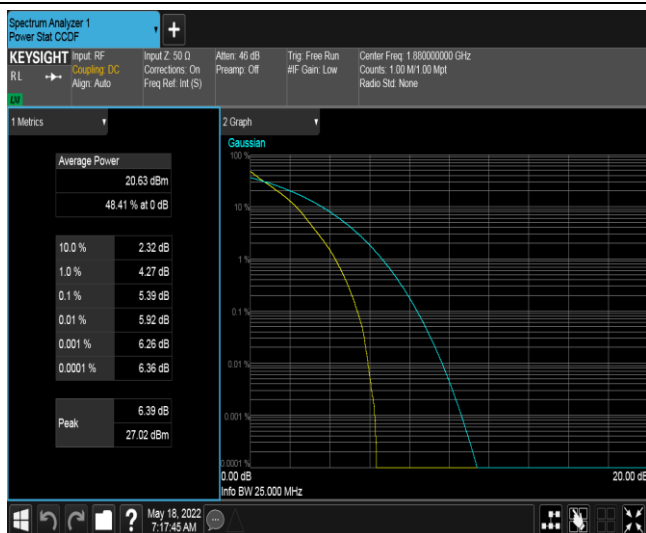 Spectrum Analyzer 1
Power Stat CCDF
KEYSIGHT
R L
Input: RF
Coupling: DC
Align: Auto
Input Z: 50 Ω
Corrections: On
Freq Ref: Int (S)
Atten: 46 dB
Preamp: Off
Trig: Free Run
#IF Gain: Low
Center Freq: 1.880000000 GHz
Counts: 1.00 M/1.00 Mpt
Radio Std: None
1 Metrics
Average Power
20.63 dBm
48.41 % at 0 dB
10.0 % 2.32 dB
1.0 % 4.27 dB
0.1 % 5.39 dB
0.01 % 5.92 dB
0.001 % 6.26 dB
0.0001 % 6.36 dB
Peak
6.39 dB
27.02 dBm
2 Graph
Gaussian
100 %
10 %
1 %
0.1 %
0.01 %
0.001 %
0.0001 %
0.00 dB
20.00 dB
Info BW 25.000 MHz
May 18, 2022
7:17:45 AM